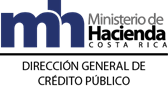 mh Ministerio de
Hacienda
COSTA RICA
DIRECCIÓN GENERAL DE
CRÉDITO PÚBLICO